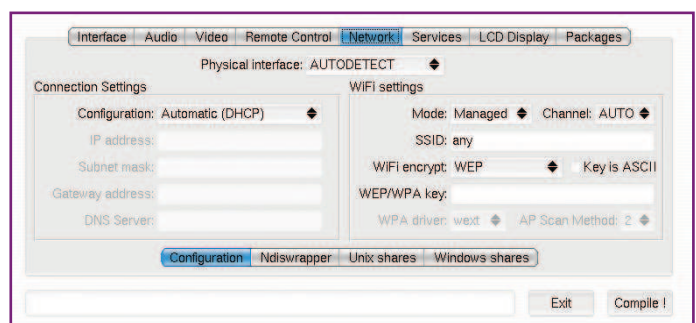 Interface Audio Video Remote Control Network Services LCD Display Packages
Physical interface: AUTODETECT
Connection Settings
Configuration: Automatic (DHCP)
IP address:
Subnet mask:
Gateway address:
DNS Server:
WiFi settings
Mode: Managed Channel: AUTO
SSID: any
WiFi encrypt: WEP Key is ASCII
WEP/WPA key:
WPA driver: wext AP Scan Method: 2
Configuration Ndiswrapper Unix shares Windows shares
Exit Compile !